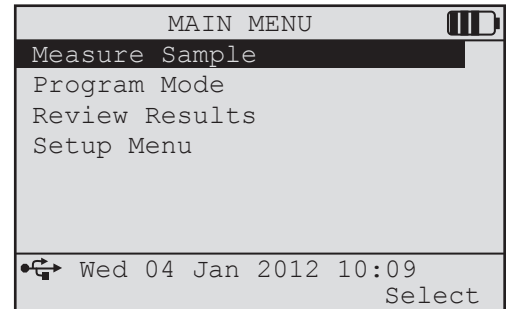 MAIN MENU
Measure Sample
Program Mode
Review Results
Setup Menu
Wed 04 Jan 2012 10:09
Select